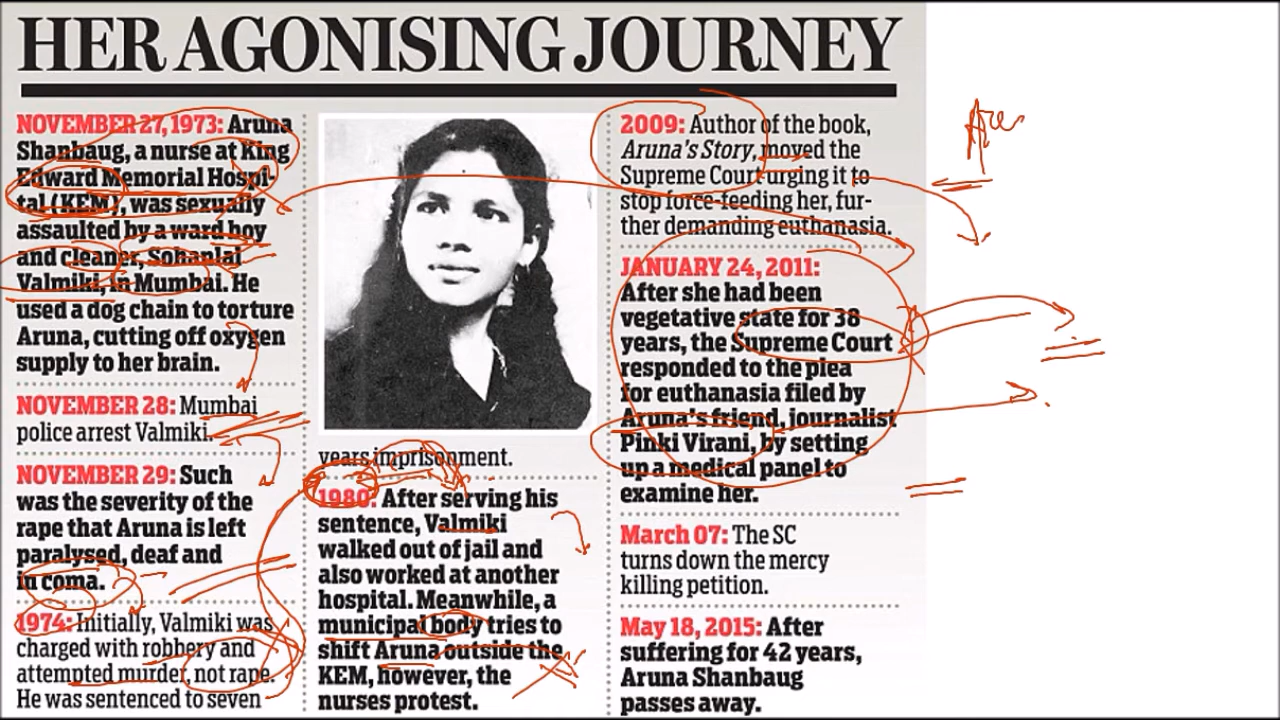 HER AGONISING JOURNEY
NOVEMBER 27, 1973: Aruna
Shanbaug, a nurse at King
Edward Memorial Hospi-
tal (KEM), was sexually
assaulted by a ward boy
and cleaner, Sohanlal
Valmiki, in Mumbai. He
used a dog chain to torture
Aruna, cutting off oxygen
supply to her brain.
NOVEMBER 28: Mumbai
police arrest Valmiki.
NOVEMBER 29: Such
was the severity of the
rape that Aruna is left
paralysed, deaf and
in coma.
1974: Initially, Valmiki was
charged with robbery and
attempted murder, not rape.
He was sentenced to seven
years imprisonment.
1980: After serving his
sentence, Valmiki
walked out of jail and
also worked at another
hospital. Meanwhile, a
municipal body tries to
shift Aruna outside the
KEM, however, the
nurses protest.
2009: Author of the book,
Aruna's Story, moved the
Supreme Court urging it to
stop force-feeding her, fur-
ther demanding euthanasia.
JANUARY 24, 2011:
After she had been
vegetative state for 38
years, the Supreme Court
responded to the plea
for euthanasia filed by
Aruna's friend, journalist
Pinki Virani, by setting
up a medical panel to
examine her.
March 07: The SC
turns down the mercy
killing petition.
May 18, 2015: After
suffering for 42 years,
Aruna Shanbaug
passes away.